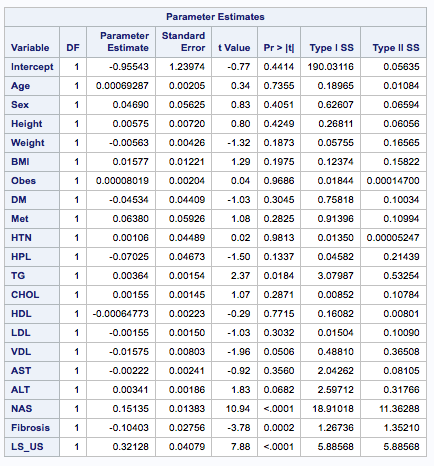 Parameter Estimates
Variable DF Parameter Estimate Standard Error t Value Pr > |t| Type I SS Type II SS
Intercept 1 -0.95543 1.23974 -0.77 0.4414 190.03116 0.05635
Age 1 0.00069287 0.00205 0.34 0.7355 0.18965 0.01084
Sex 1 0.04690 0.05625 0.83 0.4051 0.62607 0.06594
Height 1 0.00575 0.00720 0.80 0.4249 0.26811 0.06056
Weight 1 -0.00563 0.00426 -1.32 0.1873 0.05755 0.16565
BMI 1 0.01577 0.01221 1.29 0.1975 0.12374 0.15822
Obes 1 0.00008019 0.00204 0.04 0.9686 0.01844 0.00014700
DM 1 -0.04534 0.04409 -1.03 0.3045 0.75818 0.10034
Met 1 0.06380 0.05926 1.08 0.2825 0.91396 0.10994
HTN 1 0.00106 0.04489 0.02 0.9813 0.01350 0.00005247
HPL 1 -0.07025 0.04673 -1.50 0.1337 0.04582 0.21439
TG 1 0.00364 0.00154 2.37 0.0184 3.07987 0.53254
CHOL 1 0.00155 0.00145 1.07 0.2871 0.00852 0.10784
HDL 1 -0.00064773 0.00223 -0.29 0.7715 0.16082 0.00801
LDL 1 -0.00155 0.00150 -1.03 0.3032 0.01504 0.10090
VDL 1 -0.01575 0.00803 -1.96 0.0506 0.48810 0.36508
AST 1 -0.00222 0.00241 -0.92 0.3560 2.04262 0.08105
ALT 1 0.00341 0.00186 1.83 0.0682 2.59712 0.31766
NAS 1 0.15135 0.01383 10.94 <.0001 18.91018 11.36288
Fibrosis 1 -0.10403 0.02756 -3.78 0.0002 1.26736 1.35210
LS_US 1 0.32128 0.04079 7.88 <.0001 5.88568 5.88568